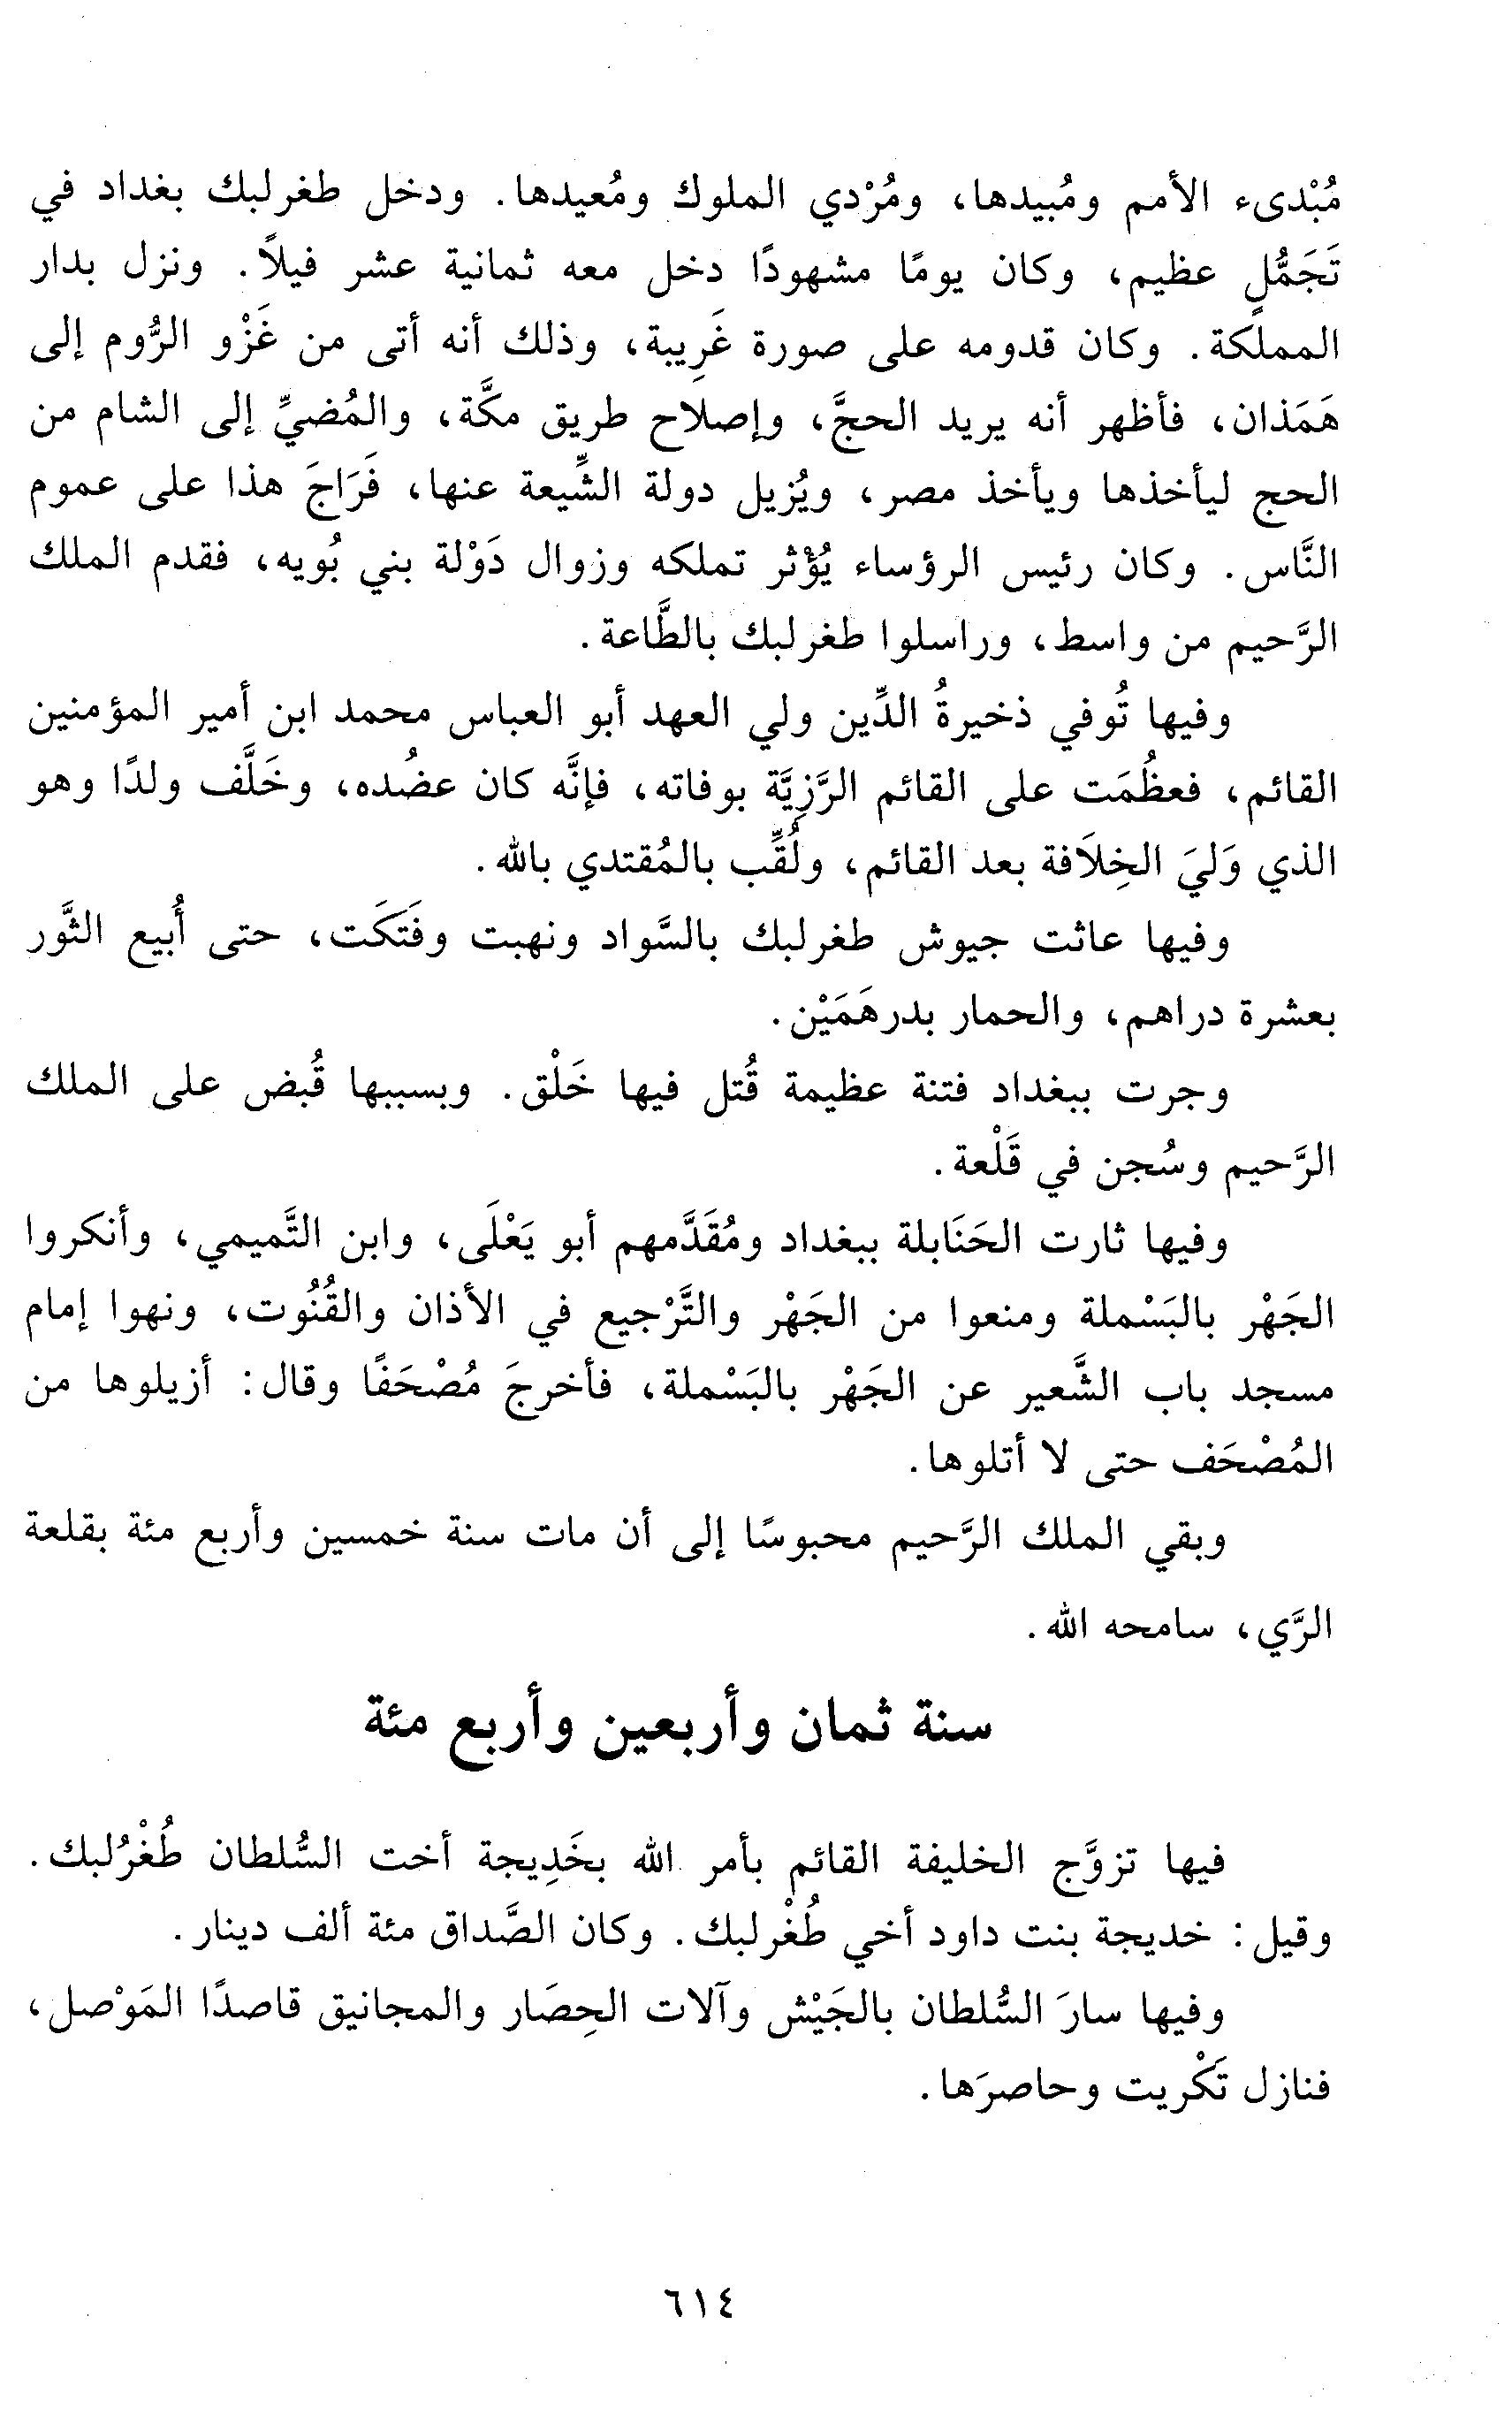 مُبْدىء الأمم ومُبيدها، ومُرْدي الملوك ومُعيدها. ودخل طغرلبك بغداد في
تَجَمُّلٍ عظيم، وكان يومًا مشهودًا دخل معه ثمانية عشر فيلاً. ونزل بدار
المملكة. وكان قدومه على صورة غَرِيبة، وذلك أنه أتى من غَزْو الرُّوم إلى
هَمَذان، فأظهر أنه يريد الحجَّ، وإصلاح طريق مكَّة، والمُضيِّ إلى الشام من
الحج ليأخذها ويأخذ مصر، ويُزيل دولة الشِّيعة عنها، فَرَاجَ هذا على عموم
النَّاس. وكان رئيس الرؤساء يُؤْثر تملكه وزوال دَوْلة بني بُويه، فقدم الملك
الرَّحيم من واسط، وراسلوا طغرلبك بالطَّاعة.
وفيها تُوفي ذخيرةُ الدِّين ولي العهد أبو العباس محمد ابن أمير المؤمنين
القائم، فعظُمَت على القائم الرَّزِيَّة بوفاته، فإنَّه كان عضُده، وخَلَّف ولدًا وهو
الذي وَليَ الخِلاَفة بعد القائم، ولُقِّب بالمُقتدي بالله.
وفيها عاثت جيوش طغرلبك بالسَّواد ونهبت وفَتَكَت، حتى أُبيع الثَّور
بعشرة دراهم، والحمار بدرهَمَيْن.
وجرت ببغداد فتنة عظيمة قُتل فيها خَلْق. وبسببها قُبض على الملك
الرَّحيم وسُجن في قَلْعة.
وفيها ثارت الحَنَابلة ببغداد ومُقَدَّمهم أبو يَعْلَى، وابن التَّميمي، وأنكروا
الجَهْر بالبَسْملة ومنعوا من الجَهْر والتَّرْجيع في الأذان والقُنُوت، ونهوا إمام
مسجد باب الشَّعير عن الجَهْر بالبَسْملة، فأخرجَ مُصْحَفًا وقال: أزيلوها من
المُصْحَف حتى لا أتلوها.
وبقي الملك الرَّحيم محبوسًا إلى أن مات سنة خمسين وأربع مئة بقلعة
الرَّي، سامحه الله.
سنة ثمان وأربعين وأربع مئة
فيها تزوَّج الخليفة القائم بأمر الله بخَدِيجة أخت السُّلطان طُغْرُلبك.
وقيل: خديجة بنت داود أخي طُغْرلبك. وكان الصَّداق مئة ألف دينار.
وفيها سارَ السُّلطان بالجَيْش وآلات الحِصَار والمجانيق قاصدًا المَوْصل،
فنازل تَكْريت وحاصرَها.
٦١٤